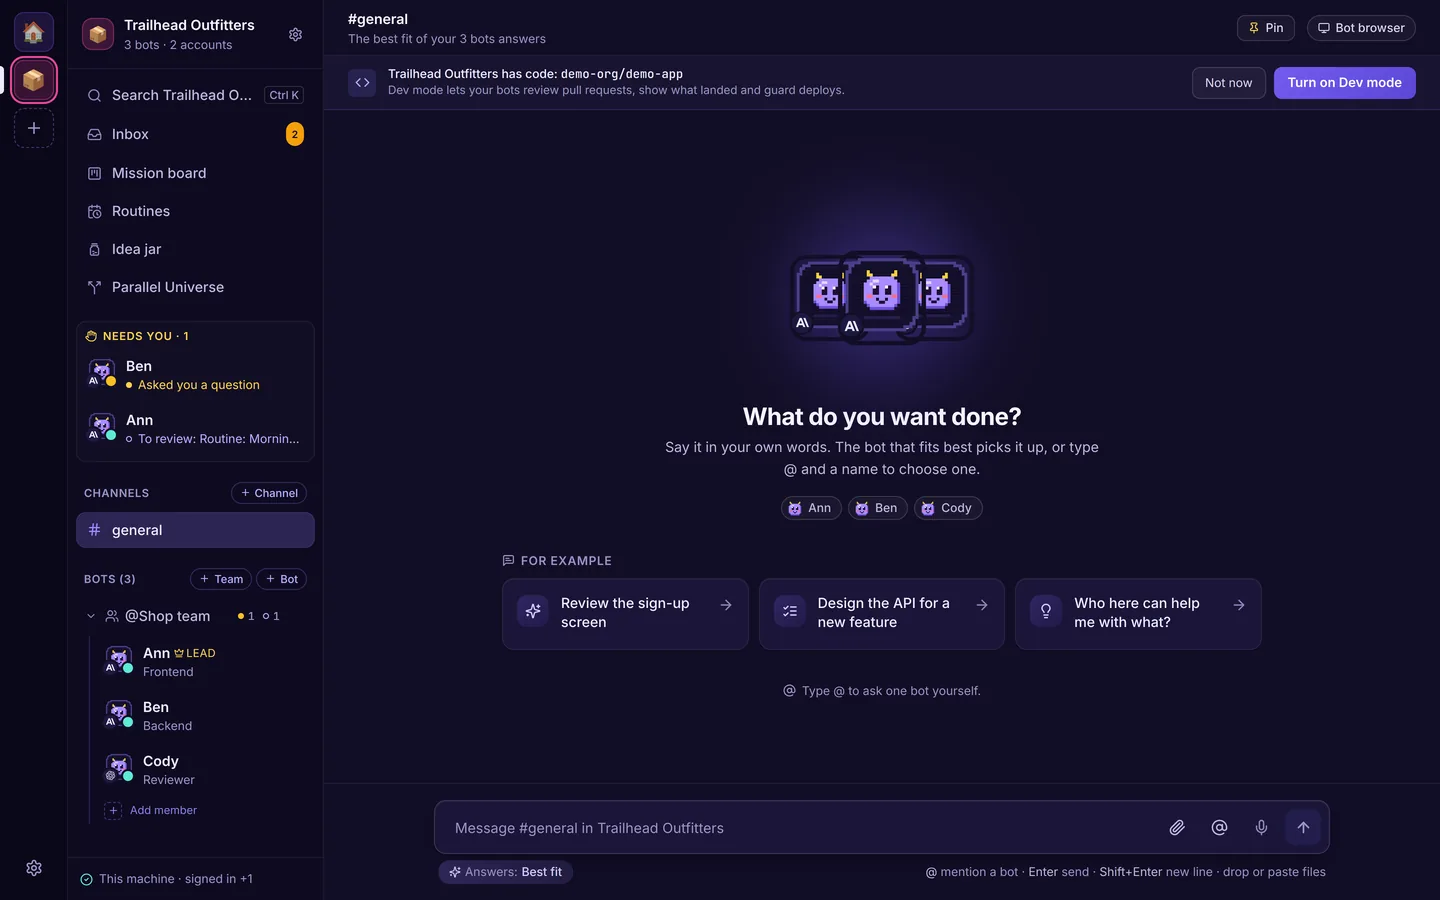 Trailhead Outfitters
3 bots · 2 accounts
Search Trailhead O... Ctrl K
Inbox 2
Mission board
Routines
Idea jar
Parallel Universe
NEEDS YOU · 1
Ben
Asked you a question
Ann
To review: Routine: Mornin...
CHANNELS + Channel
# general
BOTS (3) + Team + Bot
@Shop team 1 1
Ann LEAD
Frontend
Ben
Backend
Cody
Reviewer
+ Add member
This machine · signed in +1
#general
The best fit of your 3 bots answers
Pin Bot browser
Trailhead Outfitters has code: demo-org/demo-app
Dev mode lets your bots review pull requests, show what landed and guard deploys.
Not now Turn on Dev mode
What do you want done?
Say it in your own words. The bot that fits best picks it up, or type
@ and a name to choose one.
Ann Ben Cody
FOR EXAMPLE
Review the sign-up
screen
Design the API for a
new feature
Who here can help
me with what?
@ Type @ to ask one bot yourself.
Message #general in Trailhead Outfitters
Answers: Best fit
@ mention a bot · Enter send · Shift+Enter new line · drop or paste files